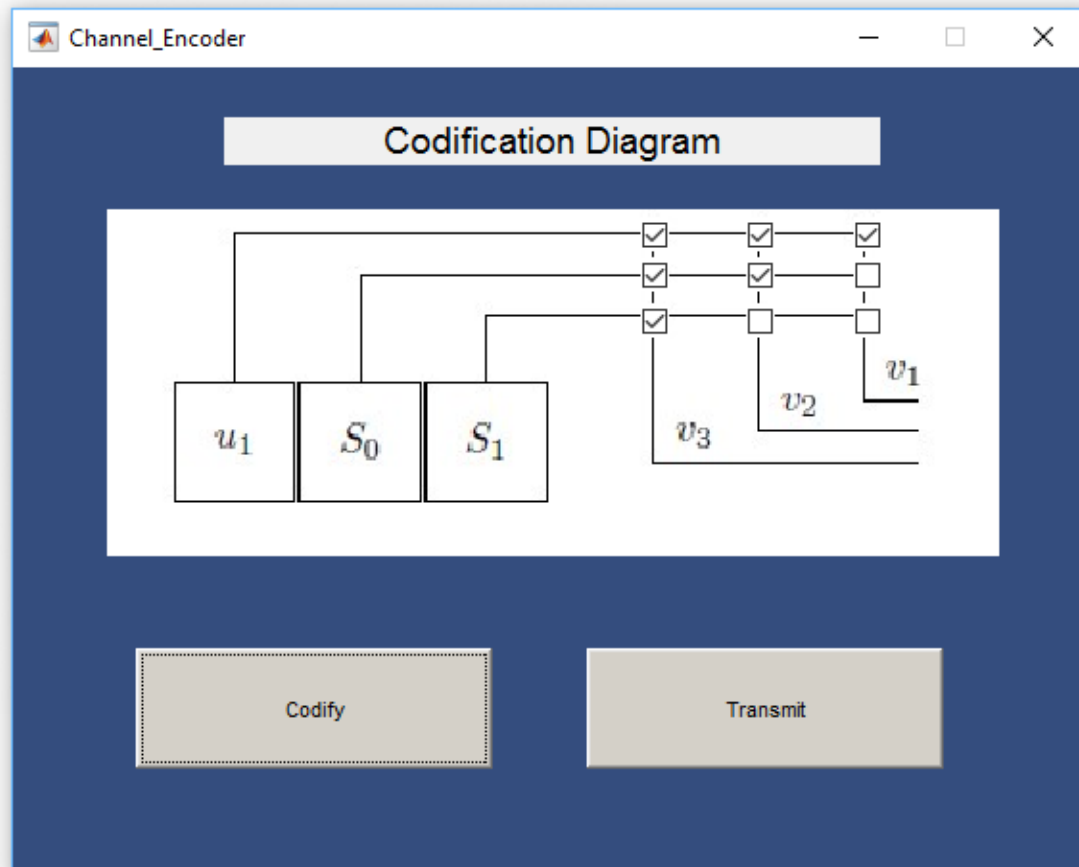 Channel_Encoder
Codification Diagram
v₁
v₂
v₃
u₁ S₀ S₁
Codify Transmit